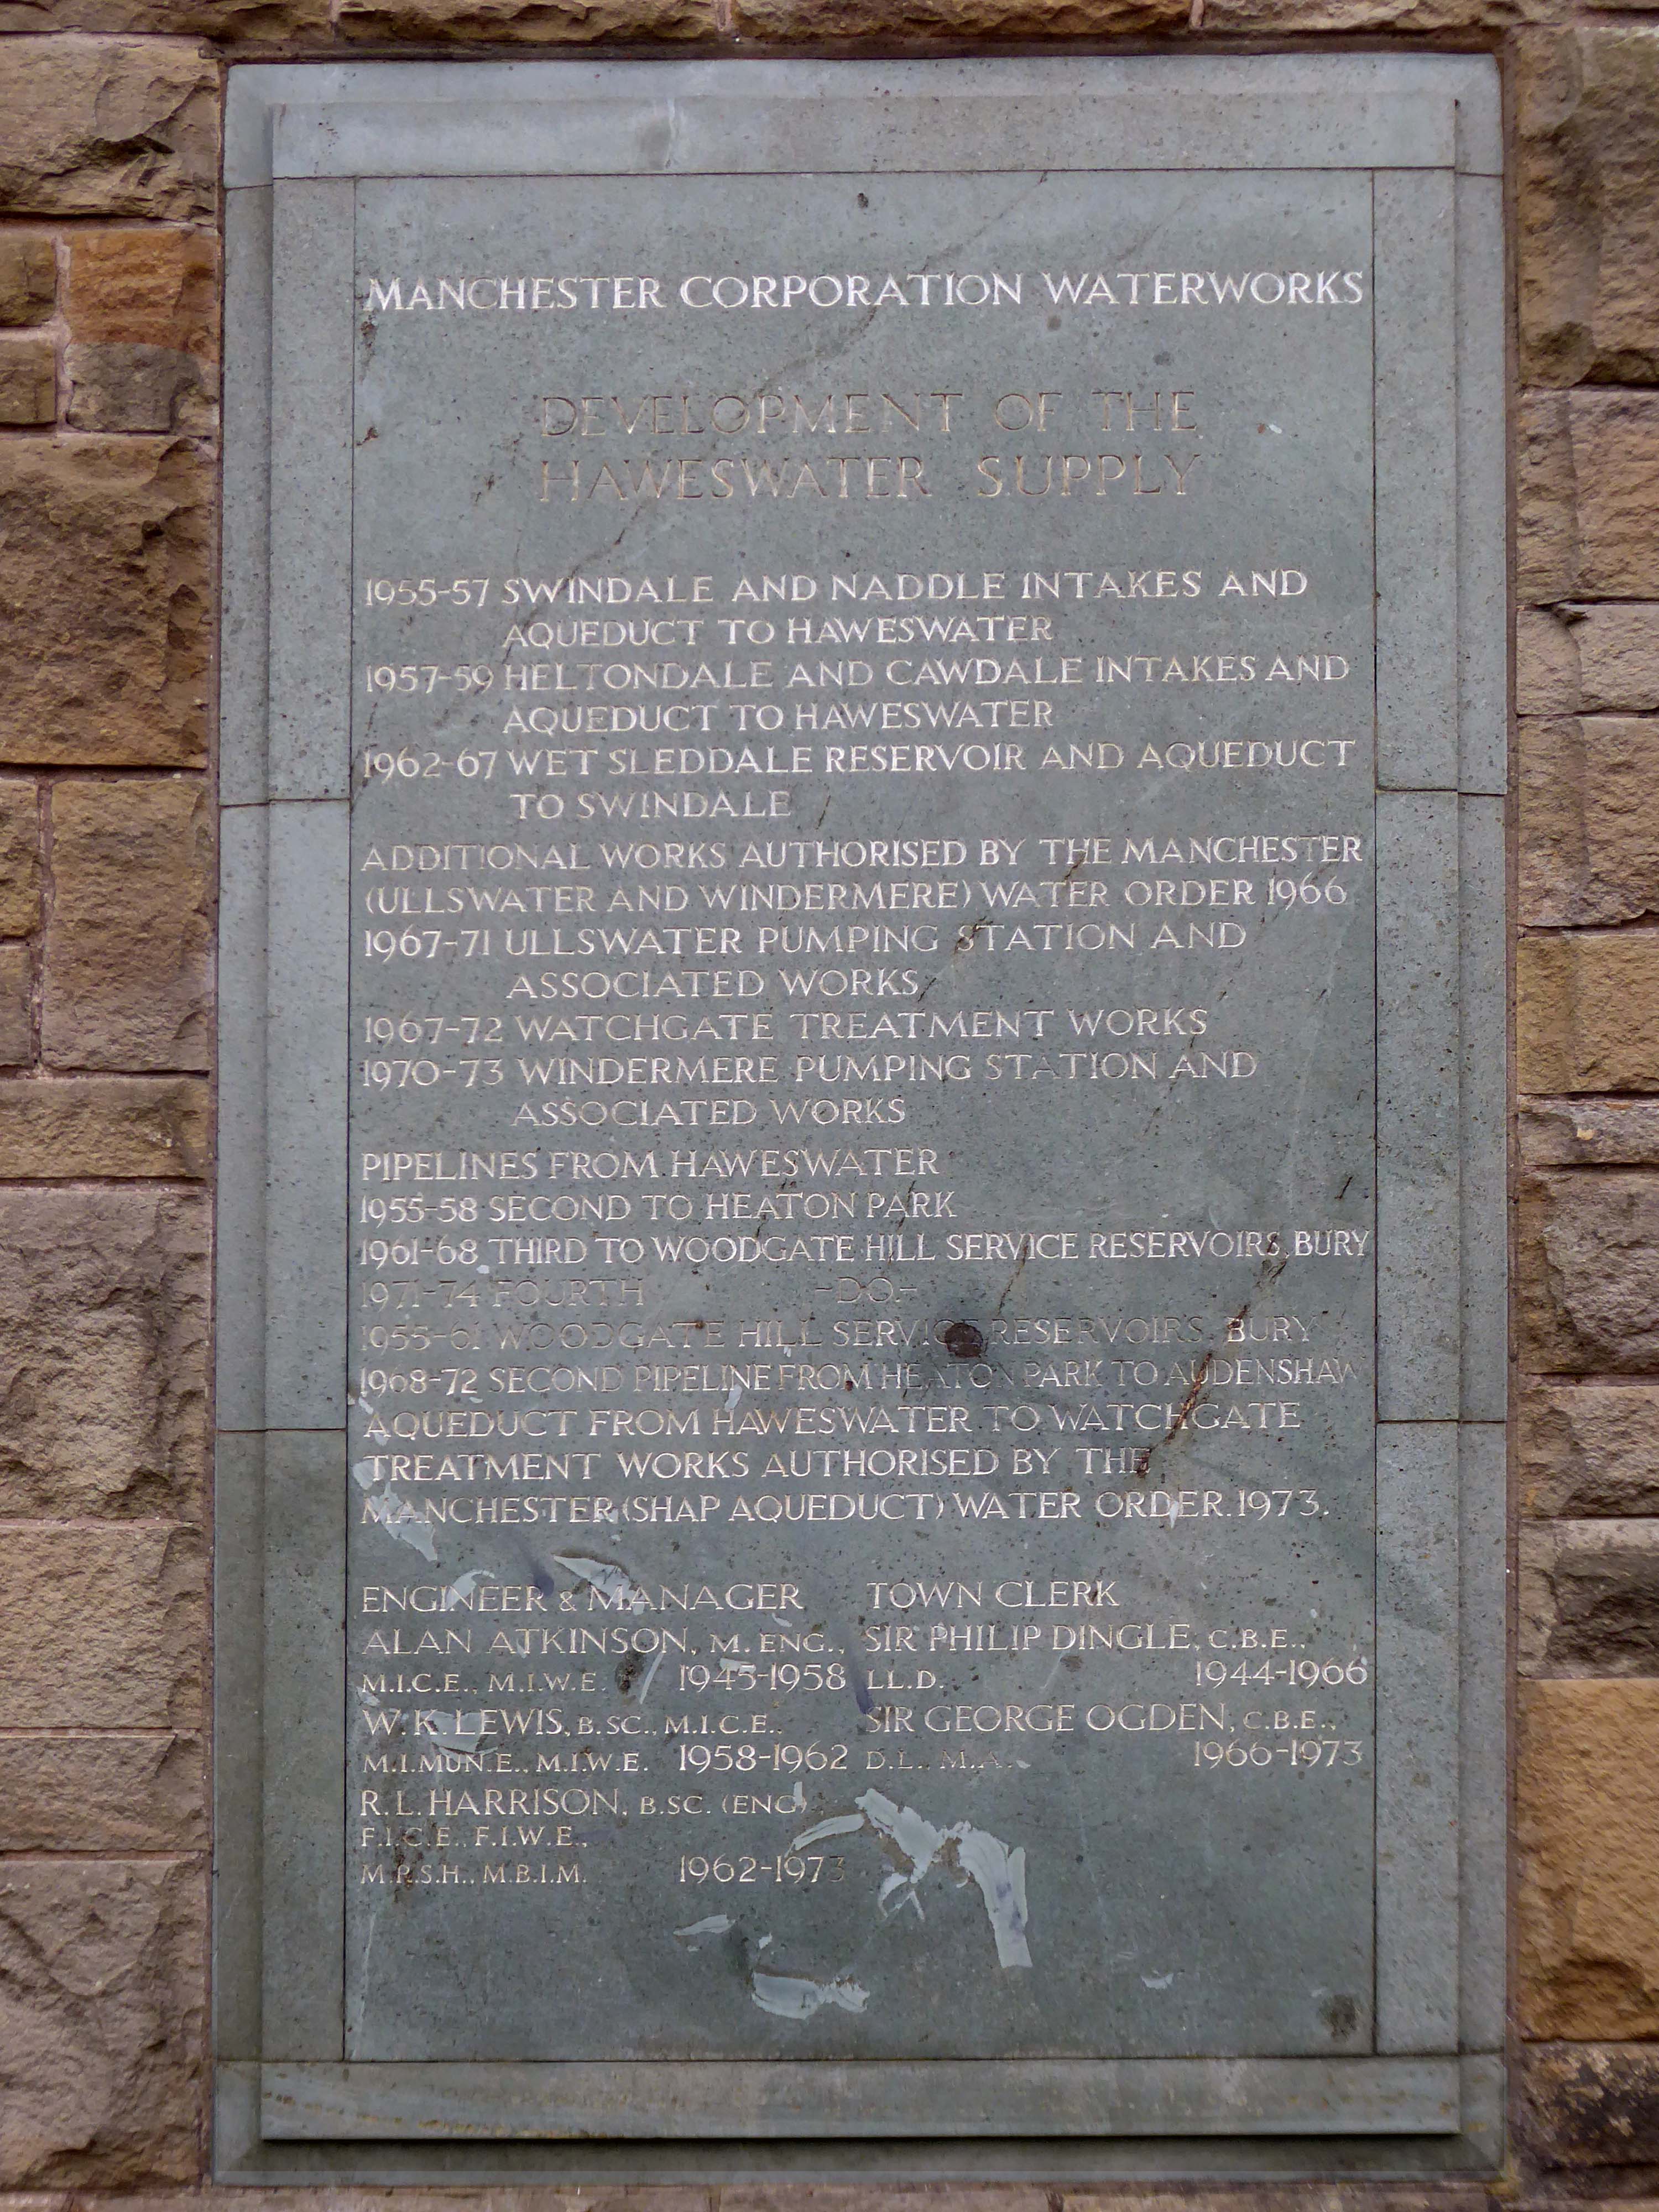 MANCHESTER CORPORATION WATERWORKS
DEVELOPMENT OF THE
HAWESWATER SUPPLY
1955-57 SWINDALE AND NADDLE INTAKES AND
AQUEDUCT TO HAWESWATER
1957-59 HELTONDALE AND CAWDALE INTAKES AND
AQUEDUCT TO HAWESWATER
1962-67 WET SLEDDALE RESERVOIR AND AQUEDUCT
TO SWINDALE
ADDITIONAL WORKS AUTHORISED BY THE MANCHESTER
(ULLSWATER AND WINDERMERE) WATER ORDER 1966
1967-71 ULLSWATER PUMPING STATION AND
ASSOCIATED WORKS
1967-72 WATCHGATE TREATMENT WORKS
1970-73 WINDERMERE PUMPING STATION AND
ASSOCIATED WORKS
PIPELINES FROM HAWESWATER
1955-58 SECOND TO HEATON PARK
1961-68 THIRD TO WOODGATE HILL SERVICE RESERVOIRS, BURY
1971-74 FOURTH -DO.-
1955-61 WOODGATE HILL SERVICE RESERVOIRS, BURY
1968-72 SECOND PIPELINE FROM HEATON PARK TO AUDENSHAW
AQUEDUCT FROM HAWESWATER TO WATCHGATE
TREATMENT WORKS AUTHORISED BY THE
MANCHESTER (SHAP AQUEDUCT) WATER ORDER. 1973.
ENGINEER & MANAGER TOWN CLERK
ALAN ATKINSON, M. ENG., SIR PHILIP DINGLE, C.B.E.,
M.I.C.E., M.I.W.E. 1945-1958 LL.D. 1944-1966
W. K. LEWIS, B.SC., M.I.C.E., SIR GEORGE OGDEN, C.B.E.,
M.I.MUN.E., M.I.W.E. 1958-1962 D.L., M.A. 1966-1973
R. L. HARRISON, B.SC. (ENG)
F.I.C.E., F.I.W.E.,
M.R.S.H., M.B.I.M. 1962-1973